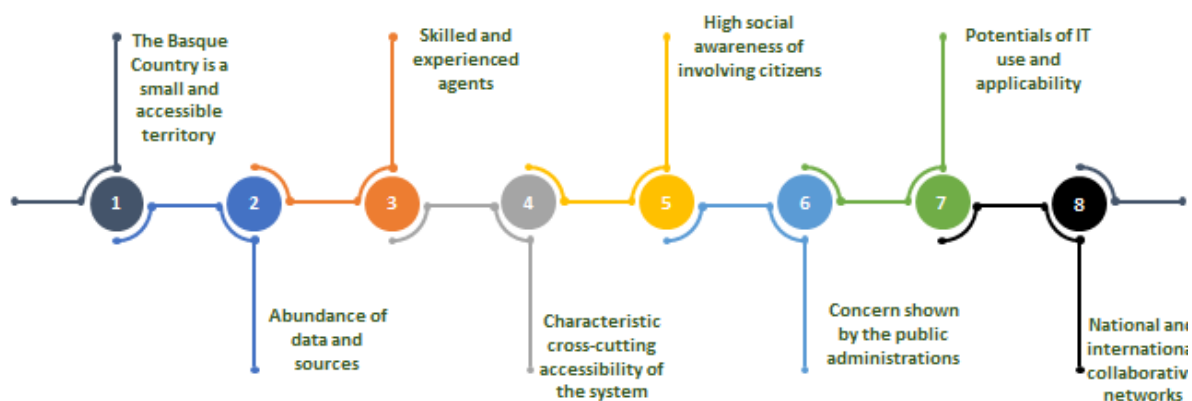 The Basque
Country is a
small and
accessible
territory
1
Abundance of
data and
sources
2
Skilled and
experienced
agents
3
Characteristic
cross-cutting
accessibility of
the system
4
High social
awareness of
involving citizens
5
Concern shown
by the public
administrations
6
Potentials of IT
use and
applicability
7
National an
internationa
collaborativ
networks
8